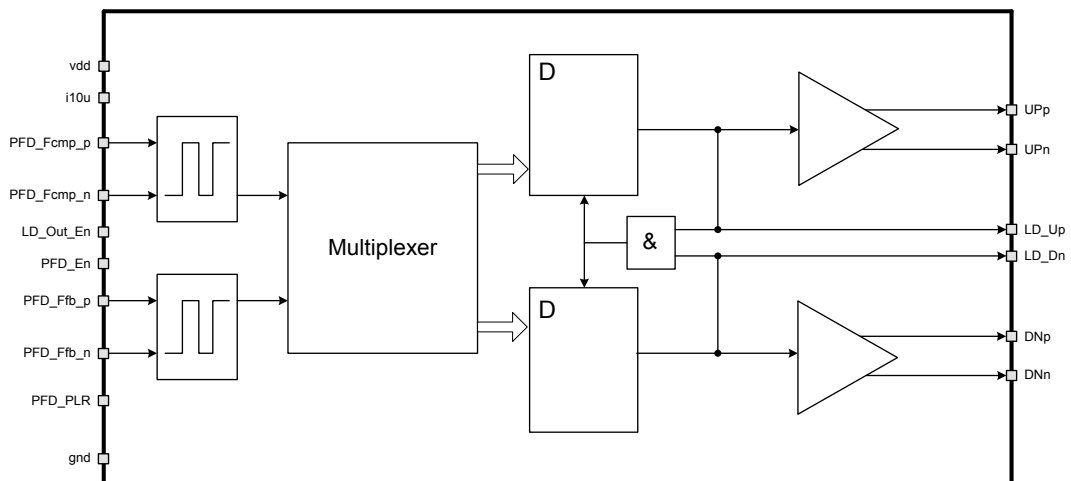 vdd
i10u
PFD_Fcmp_p
PFD_Fcmp_n
LD_Out_En
PFD_En
PFD_Ffb_p
PFD_Ffb_n
PFD_PLR
gnd
Multiplexer
D
D
&
UPp
UPn
LD_Up
LD_Dn
DNp
DNn